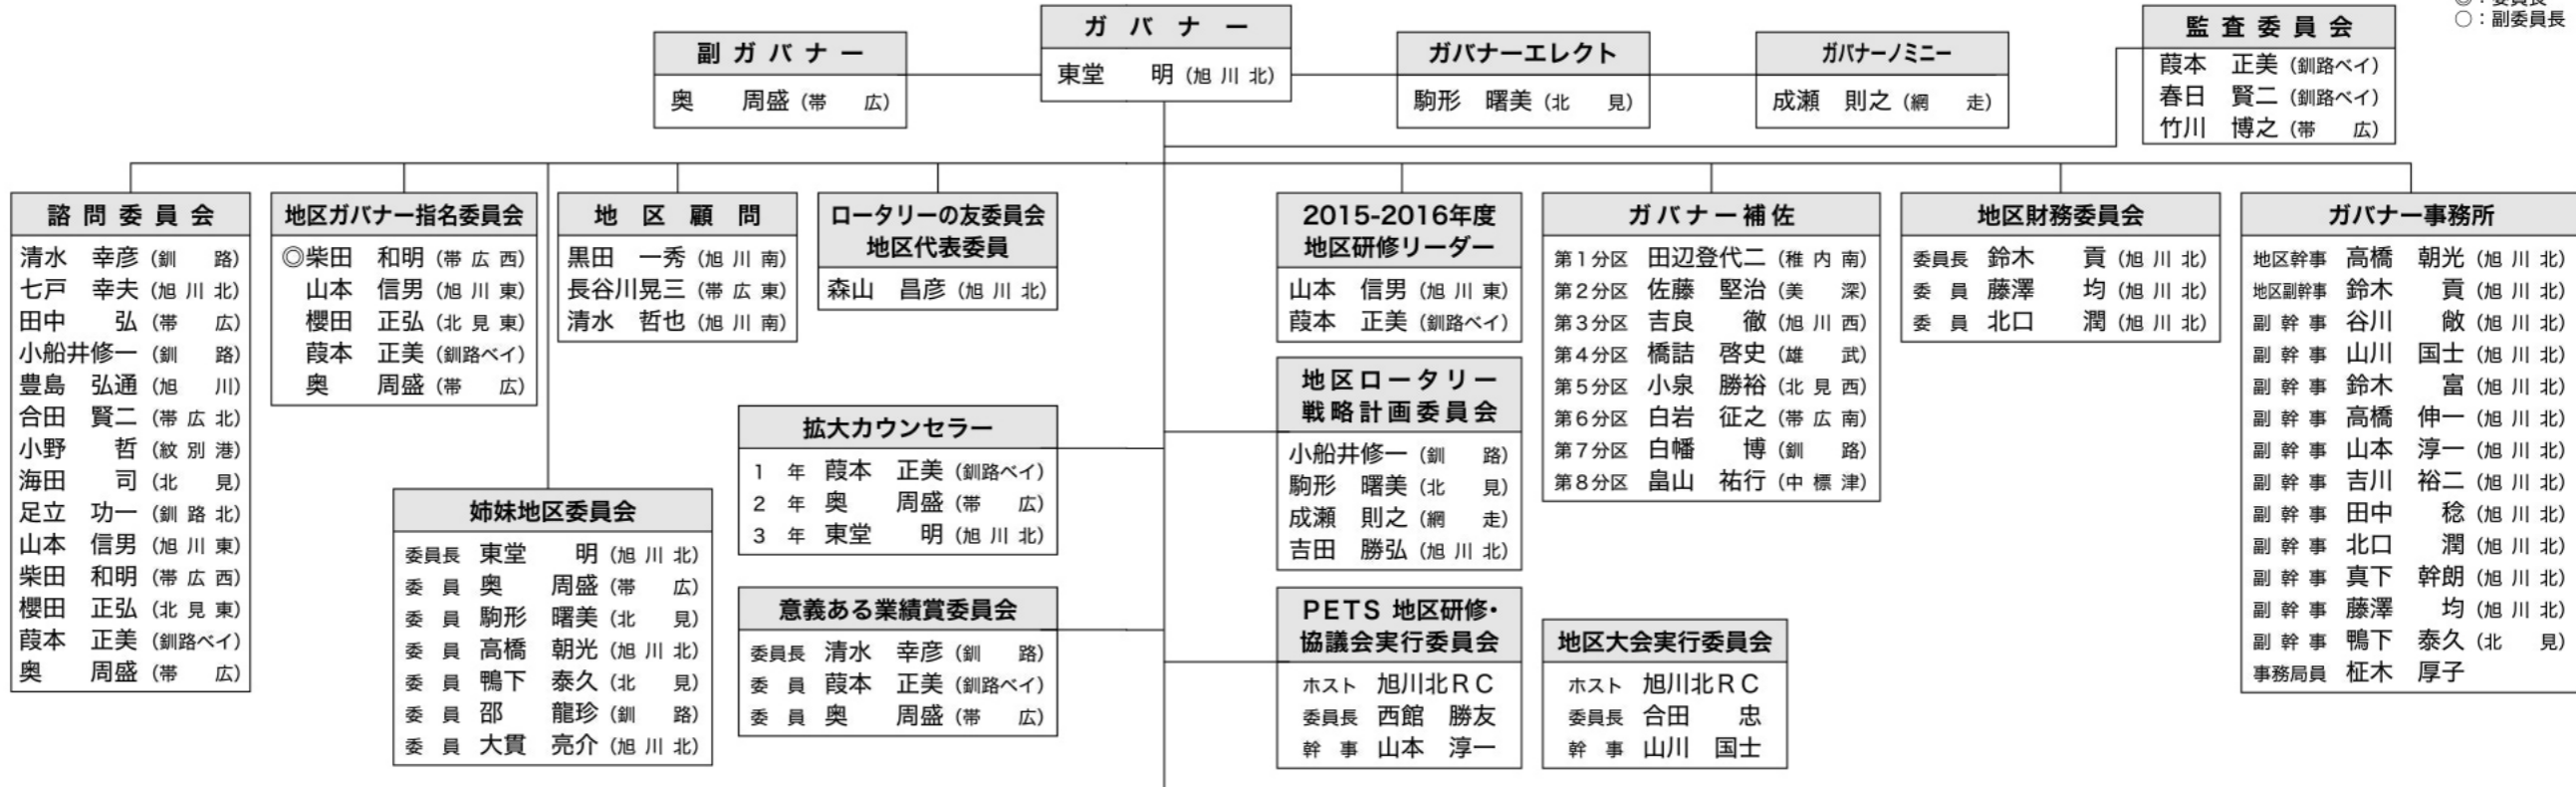 ◎：委員長
○：副委員長
ガバナー
東堂　明（旭川北）
副ガバナー
奥　周盛（帯　広）
ガバナーエレクト
駒形　曙美（北　見）
ガバナーノミニー
成瀬　則之（網　走）
監査委員会
葭本　正美（釧路ベイ）
春日　賢二（釧路ベイ）
竹川　博之（帯　広）
諮問委員会
清水　幸彦（釧　路）
七戸　幸夫（旭川北）
田中　弘（帯　広）
小船井修一（釧　路）
豊島　弘通（旭　川）
合田　賢二（帯広北）
小野　哲（紋別港）
海田　司（北　見）
足立　功一（釧路北）
山本　信男（旭川東）
柴田　和明（帯広西）
櫻田　正弘（北見東）
葭本　正美（釧路ベイ）
奥　周盛（帯　広）
地区ガバナー指名委員会
◎柴田　和明（帯広西）
山本　信男（旭川東）
櫻田　正弘（北見東）
葭本　正美（釧路ベイ）
奥　周盛（帯　広）
地区顧問
黒田　一秀（旭川南）
長谷川晃三（帯広東）
清水　哲也（旭川南）
ロータリーの友委員会
地区代表委員
森山　昌彦（旭川北）
2015-2016年度
地区研修リーダー
山本　信男（旭川東）
葭本　正美（釧路ベイ）
ガバナー補佐
第1分区　田辺登代二（稚内南）
第2分区　佐藤　堅治（美　深）
第3分区　吉良　徹（旭川西）
第4分区　橋詰　啓史（雄　武）
第5分区　小泉　勝裕（北見西）
第6分区　白岩　征之（帯広南）
第7分区　白幡　博（釧　路）
第8分区　畠山　祐行（中標津）
地区財務委員会
委員長　鈴木　貢（旭川北）
委　員　藤澤　均（旭川北）
委　員　北口　潤（旭川北）
ガバナー事務所
地区幹事　高橋　朝光（旭川北）
地区副幹事　鈴木　貢（旭川北）
副幹事　谷川　敞（旭川北）
副幹事　山川　国士（旭川北）
副幹事　鈴木　富（旭川北）
副幹事　高橋　伸一（旭川北）
副幹事　山本　淳一（旭川北）
副幹事　吉川　裕二（旭川北）
副幹事　田中　稔（旭川北）
副幹事　北口　潤（旭川北）
副幹事　真下　幹朗（旭川北）
副幹事　藤澤　均（旭川北）
副幹事　鴨下　泰久（北　見）
事務局員　柾木　厚子
地区ロータリー
戦略計画委員会
小船井修一（釧　路）
駒形　曙美（北　見）
成瀬　則之（網　走）
吉田　勝弘（旭川北）
拡大カウンセラー
1　年　葭本　正美（釧路ベイ）
2　年　奥　周盛（帯　広）
3　年　東堂　明（旭川北）
姉妹地区委員会
委員長　東堂　明（旭川北）
委　員　奥　周盛（帯　広）
委　員　駒形　曙美（北　見）
委　員　高橋　朝光（旭川北）
委　員　鴨下　泰久（北　見）
委　員　邵　龍珍（釧　路）
委　員　大貫　亮介（旭川北）
意義ある業績賞委員会
委員長　清水　幸彦（釧　路）
委　員　葭本　正美（釧路ベイ）
委　員　奥　周盛（帯　広）
PETS 地区研修・
協議会実行委員会
ホスト　旭川北RC
委員長　西館　勝友
幹　事　山本　淳一
地区大会実行委員会
ホスト　旭川北RC
委員長　合田　忠
幹　事　山川　国士